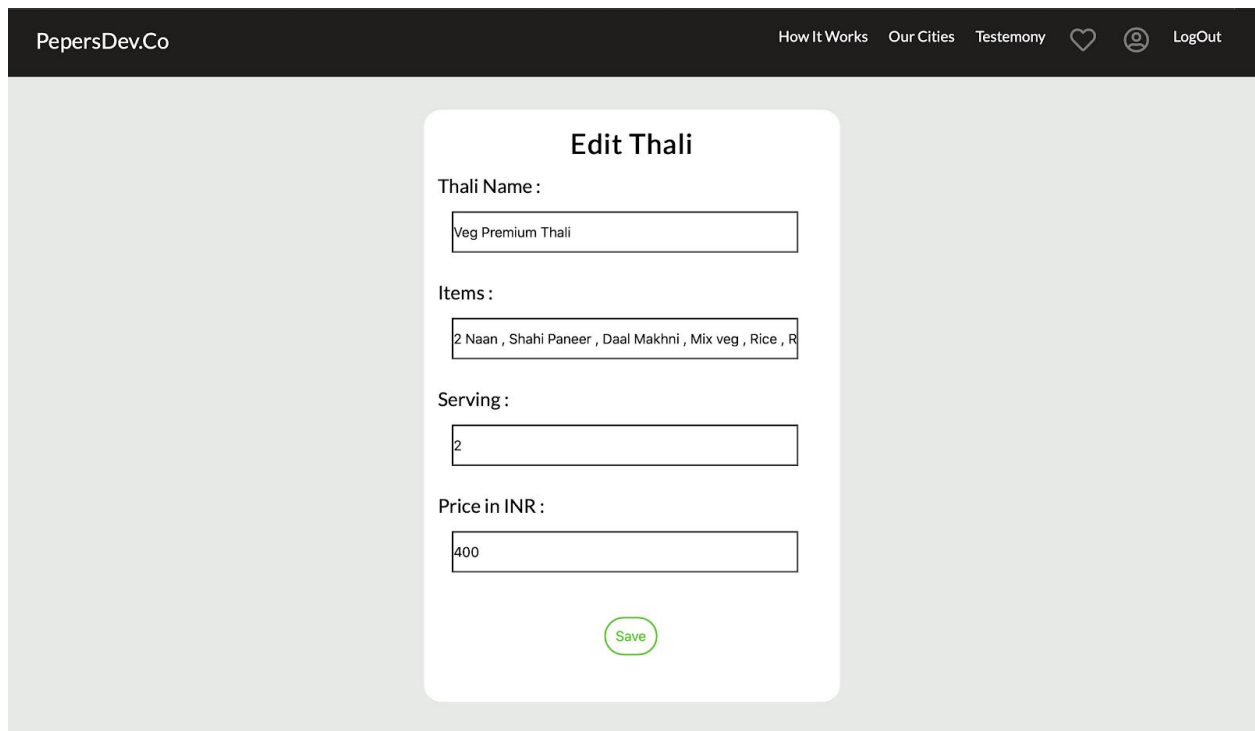 PepersDev.Co
How It Works Our Cities Testemony LogOut
Edit Thali
Thali Name :
Veg Premium Thali
Items :
2 Naan , Shahi Paneer , Daal Makhni , Mix veg , Rice , R
Serving :
2
Price in INR :
400
Save